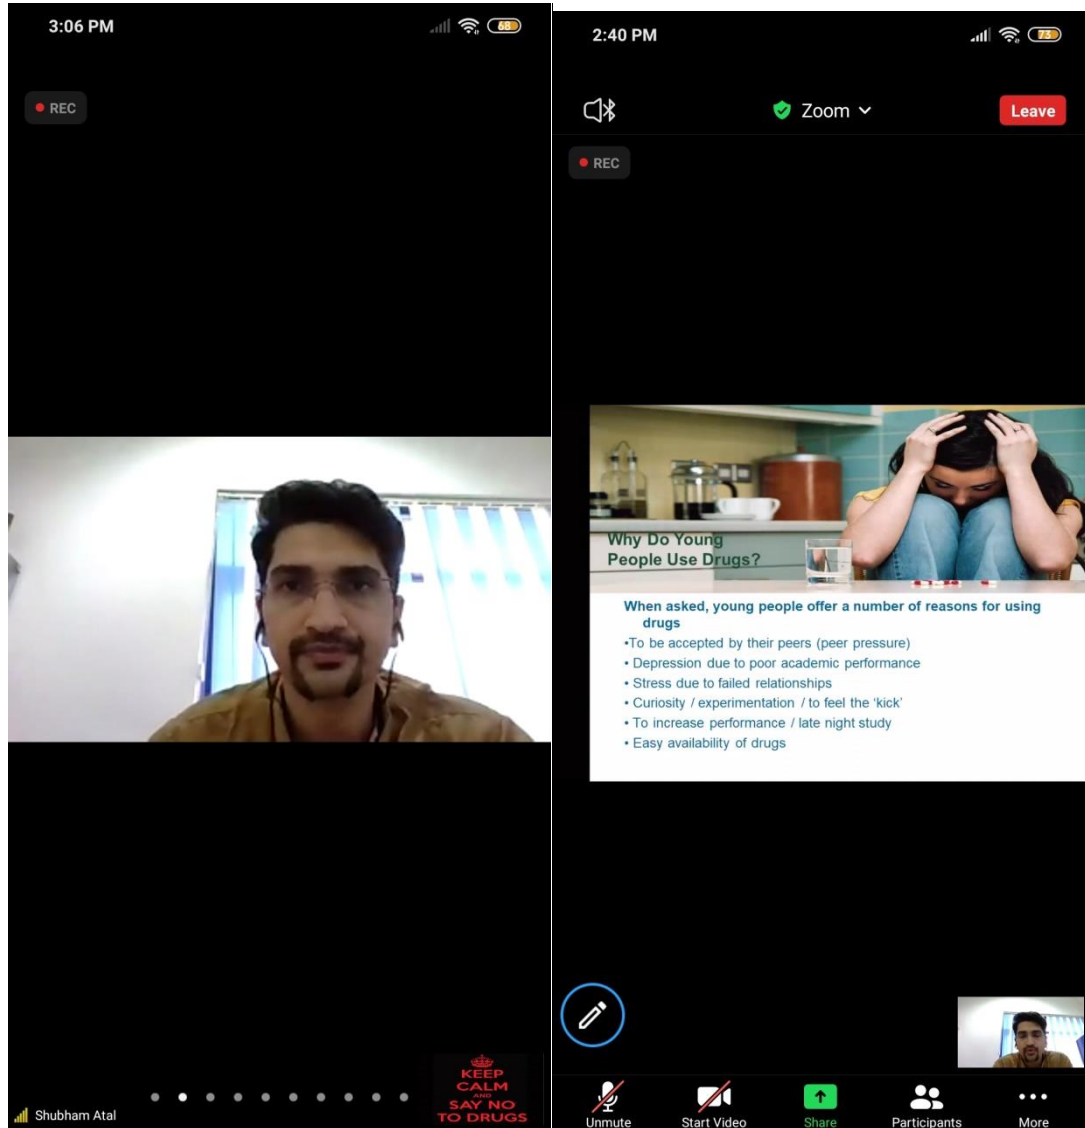 3:06 PM
68
REC
Shubham Atal
KEEP
CALM
AND
SAY NO
TO DRUGS
2:40 PM
73
Zoom
Leave
REC
Why Do Young
People Use Drugs?
When asked, young people offer a number of reasons for using
drugs
•To be accepted by their peers (peer pressure)
• Depression due to poor academic performance
• Stress due to failed relationships
• Curiosity / experimentation / to feel the ‘kick’
• To increase performance / late night study
• Easy availability of drugs
Unmute Start Video Share Participants More